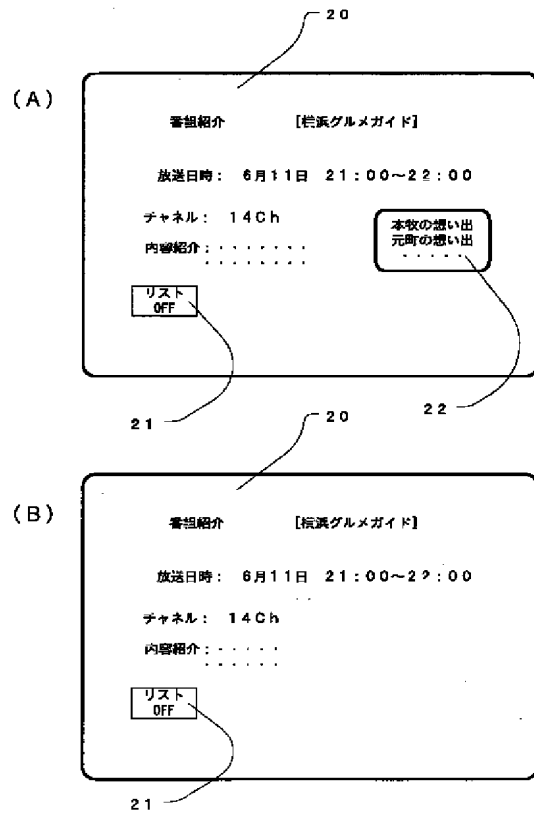 20
(A)
番組紹介 [横浜グルメガイド]
放送日時: 6月11日 21:00~22:00
チャネル: 14Ch
内容紹介:・・・・・・・
・・・・・・・
本牧の想い出
元町の想い出
・・・・・
リスト
OFF
21
22
20
(B)
番組紹介 [横浜グルメガイド]
放送日時: 6月11日 21:00~22:00
チャネル: 14Ch
内容紹介:・・・・・
・・・・・
リスト
OFF
21